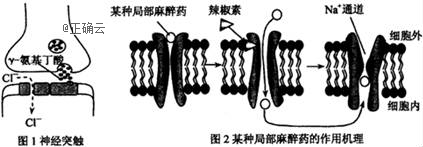 @正确云
γ-氨基丁酸
Cl⁻
Cl⁻
图1神经突触
某种局部麻醉药
辣椒素
Na⁺通道
细胞外
细胞内
图2某种局部麻醉药的作用机理